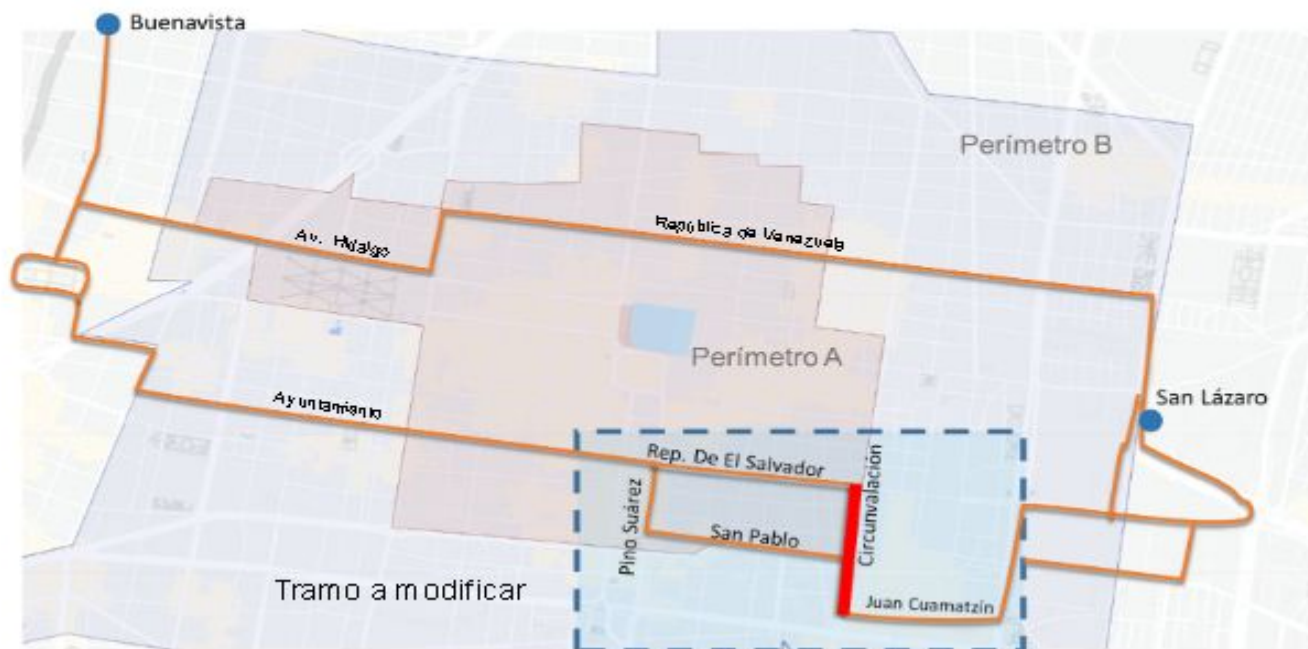 Buenavista
Perímetro B
República de Venezuela
Av. Hidalgo
Perímetro A
San Lázaro
Ayuntamiento
Rep. De El Salvador
Circunvalación
Pino Suárez
San Pablo
Tramo a modificar
Juan Cuamatzín